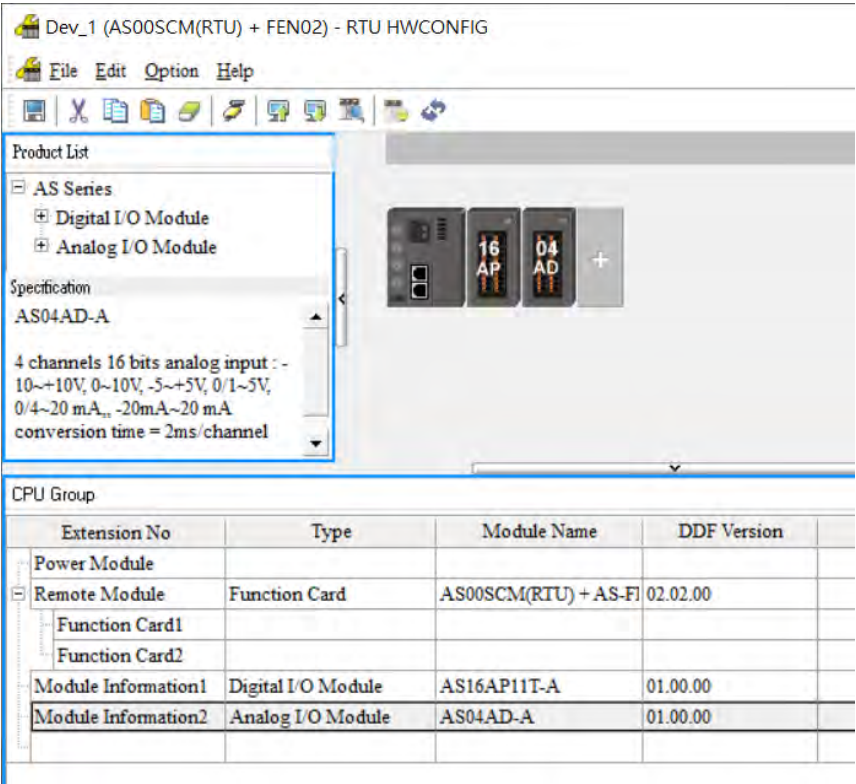 Dev_1 (AS00SCM(RTU) + FEN02) - RTU HWCONFIG
File Edit Option Help
Product List
AS Series
Digital I/O Module
Analog I/O Module
Specification
AS04AD-A
4 channels 16 bits analog input : -
10~+10V, 0~10V, -5~+5V, 0/1~5V,
0/4~20 mA,, -20mA~20 mA
conversion time = 2ms/channel
16
AP
04
AD
+
CPU Group
Extension No Type Module Name DDF Version
Power Module
Remote Module Function Card AS00SCM(RTU) + AS-F 02.02.00
Function Card1
Function Card2
Module Information1 Digital I/O Module AS16AP11T-A 01.00.00
Module Information2 Analog I/O Module AS04AD-A 01.00.00